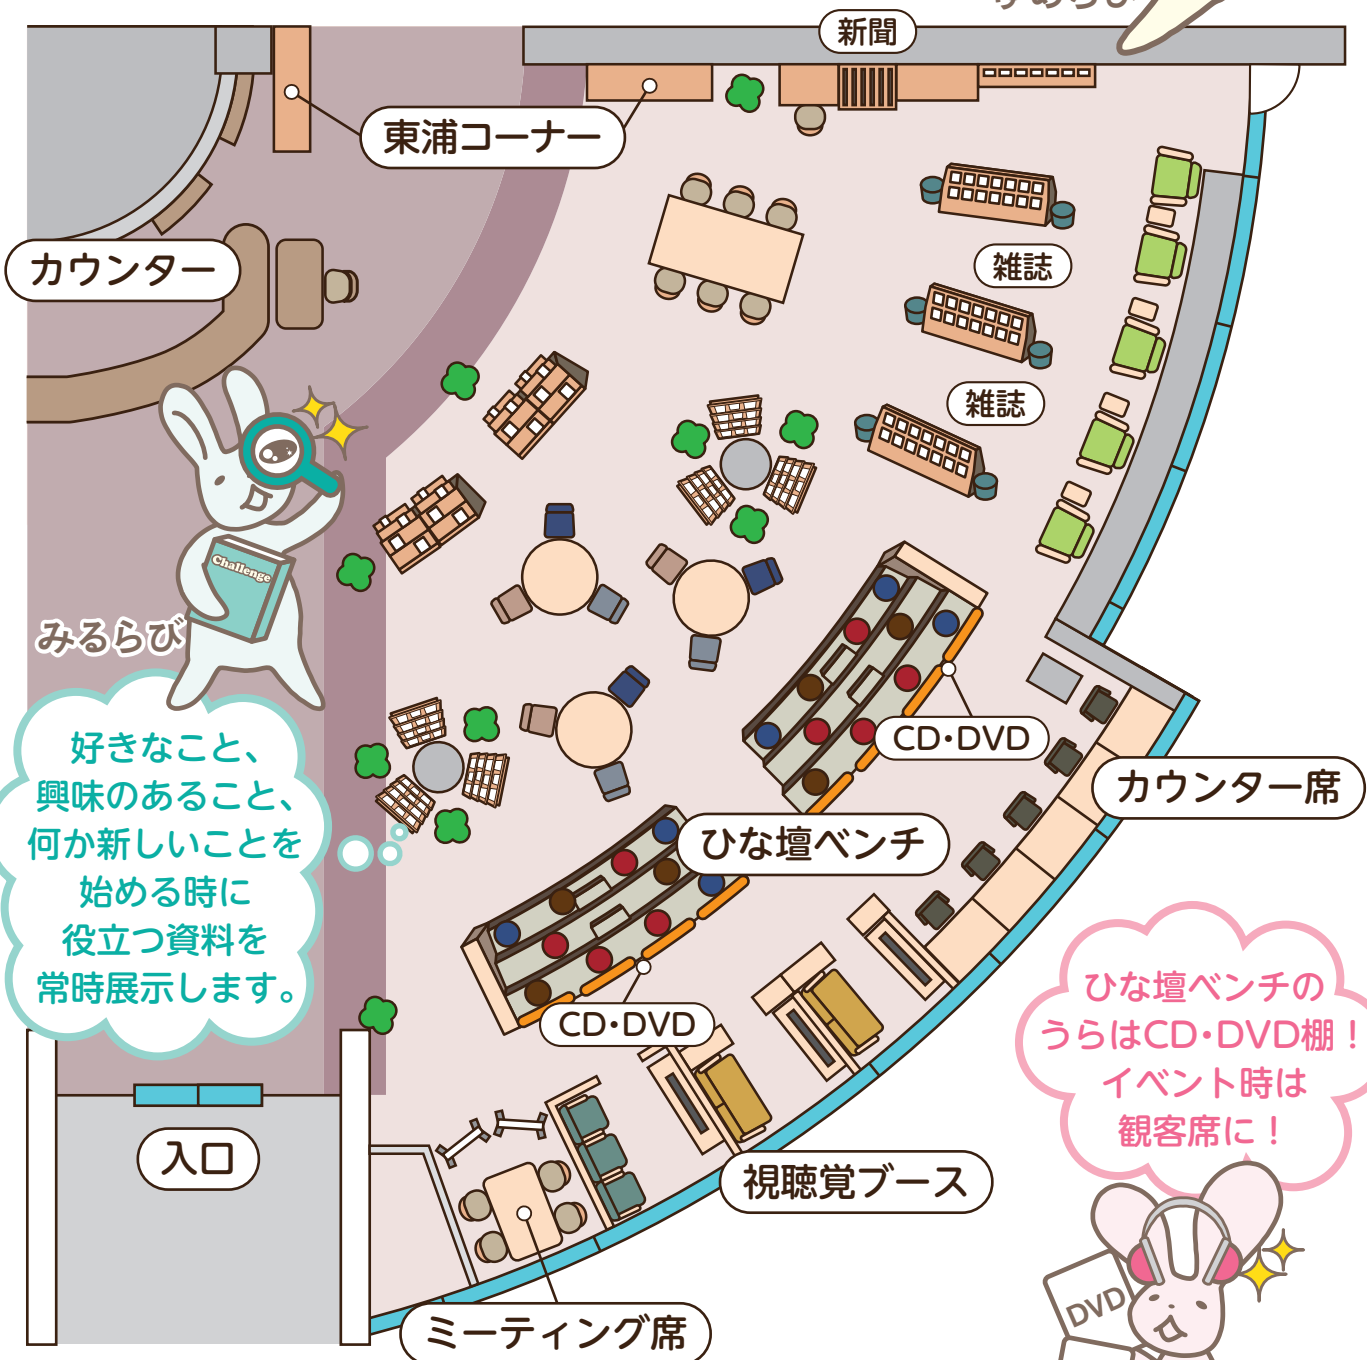 新聞
東浦コーナー
カウンター
雑誌
雑誌
Challenge
みるらび
好きなこと、
興味のあること、
何か新しいことを
始める時に
役立つ資料を
常時展示します。
CD・DVD
カウンター席
ひな壇ベンチ
CD・DVD
ひな壇ベンチの
うらはCD・DVD棚！
イベント時は
観客席に！
入口
視聴覚ブース
ミーティング席
DVD